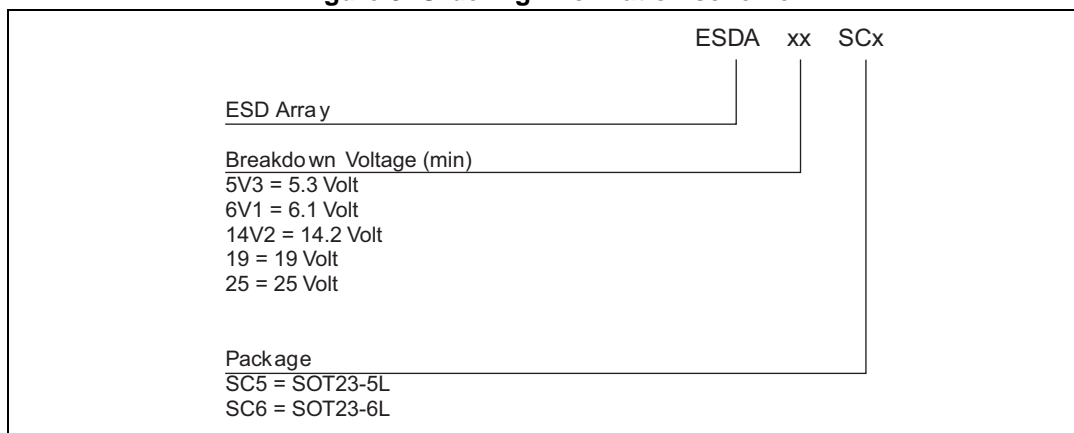 ESDA xx SCx
ESD Array
Breakdown Voltage (min)
5V3 = 5.3 Volt
6V1 = 6.1 Volt
14V2 = 14.2 Volt
19 = 19 Volt
25 = 25 Volt
Package
SC5 = SOT23-5L
SC6 = SOT23-6L